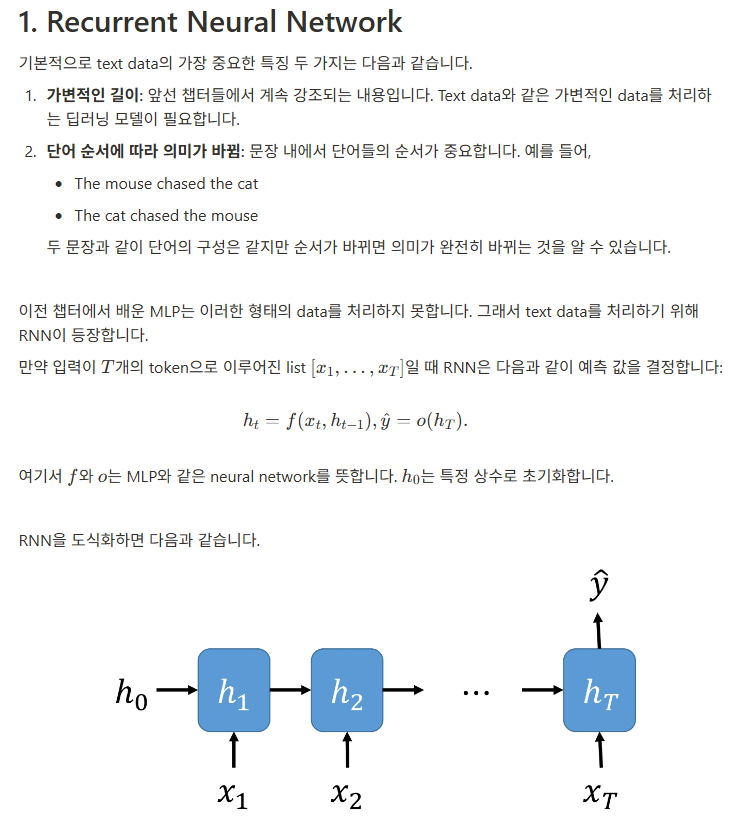 1. Recurrent Neural Network
기본적으로 text data의 가장 중요한 특징 두 가지는 다음과 같습니다.
1. 가변적인 길이: 앞선 챕터들에서 계속 강조되는 내용입니다. Text data와 같은 가변적인 data를 처리하
는 딥러닝 모델이 필요합니다.
2. 단어 순서에 따라 의미가 바뀜: 문장 내에서 단어들의 순서가 중요합니다. 예를 들어,
• The mouse chased the cat
• The cat chased the mouse
두 문장과 같이 단어의 구성은 같지만 순서가 바뀌면 의미가 완전히 바뀌는 것을 알 수 있습니다.
이전 챕터에서 배운 MLP는 이러한 형태의 data를 처리하지 못합니다. 그래서 text data를 처리하기 위해
RNN이 등장합니다.
만약 입력이 T개의 token으로 이루어진 list [x₁, . . . , x_T]일 때 RNN은 다음과 같이 예측 값을 결정합니다:
h_t = f(x_t, h_{t−1}), ŷ = o(h_T).
여기서 f와 o는 MLP와 같은 neural network를 뜻합니다. h₀는 특정 상수로 초기화합니다.
RNN을 도식화하면 다음과 같습니다.
ŷ
h₀ h₁ h₂ ... h_T
x₁ x₂ x_T